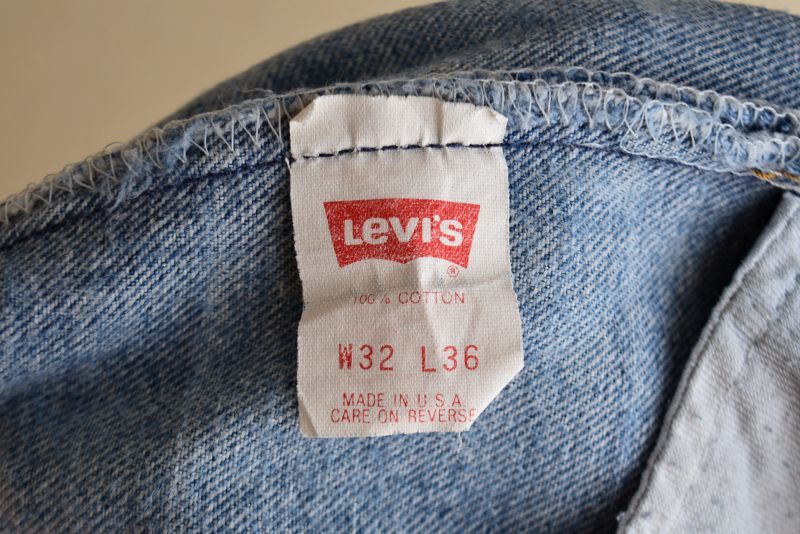 Levi's
®
100% COTTON
W32 L36
MADE IN U S A
CARE ON REVERSE